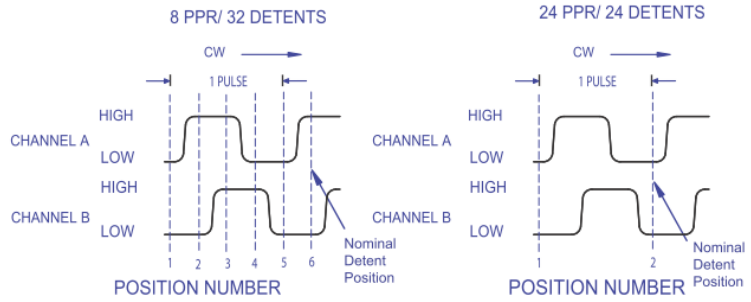 8 PPR/ 32 DETENTS
CW
1 PULSE
HIGH
CHANNEL A
LOW
HIGH
CHANNEL B
LOW
1 2 3 4 5 6
Nominal
Detent
Position
POSITION NUMBER
24 PPR/ 24 DETENTS
CW
1 PULSE
HIGH
CHANNEL A
LOW
HIGH
CHANNEL B
LOW
1 2
Nominal
Detent
Position
POSITION NUMBER